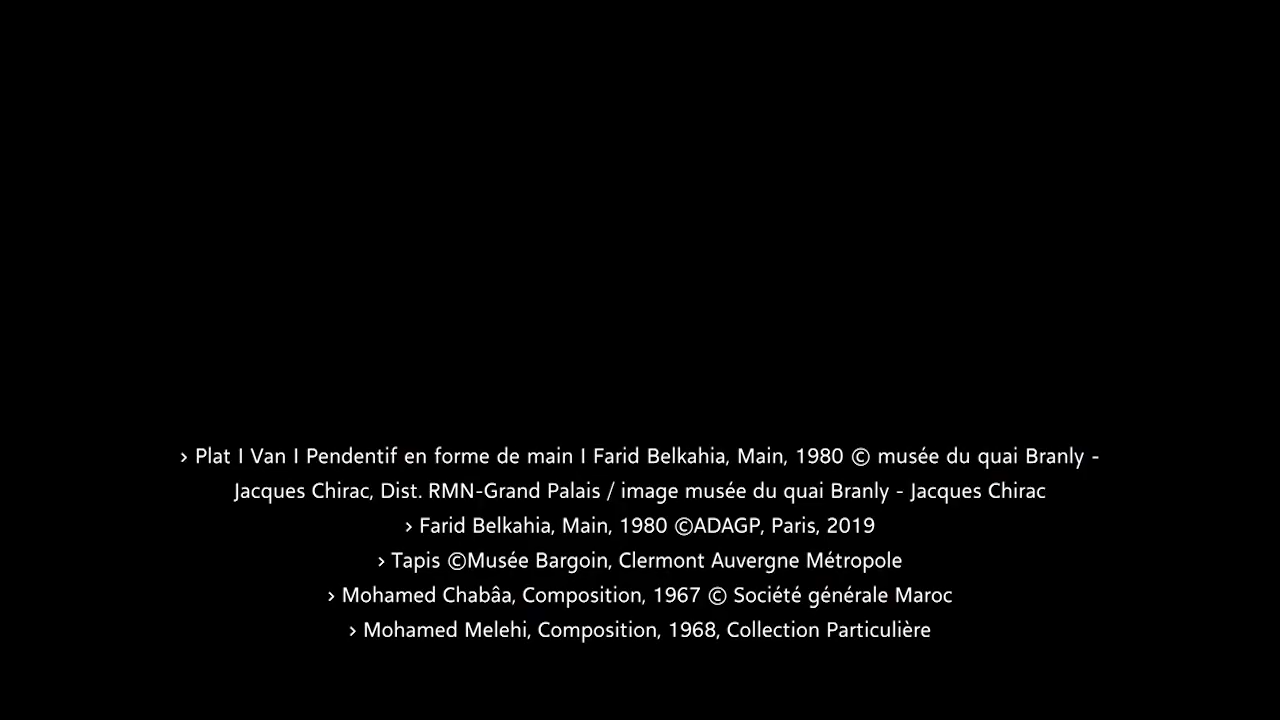 › Plat I Van I Pendentif en forme de main I Farid Belkahia, Main, 1980 © musée du quai Branly -
Jacques Chirac, Dist. RMN-Grand Palais / image musée du quai Branly - Jacques Chirac
› Farid Belkahia, Main, 1980 ©ADAGP, Paris, 2019
› Tapis ©Musée Bargoin, Clermont Auvergne Métropole
› Mohamed Chabâa, Composition, 1967 © Société générale Maroc
› Mohamed Melehi, Composition, 1968, Collection Particulière